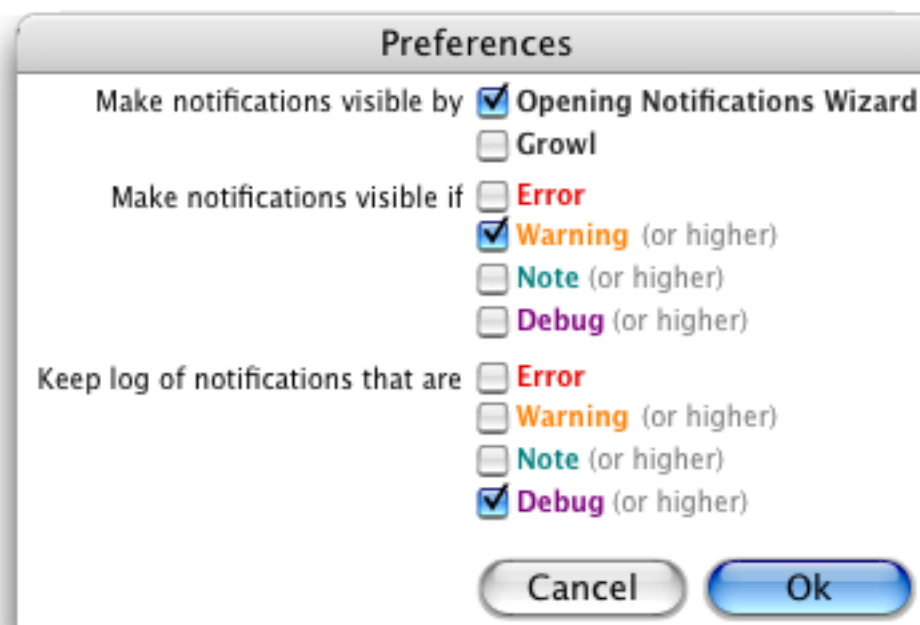 Preferences
Make notifications visible by Opening Notifications Wizard
Growl
Make notifications visible if Error
Warning (or higher)
Note (or higher)
Debug (or higher)
Keep log of notifications that are Error
Warning (or higher)
Note (or higher)
Debug (or higher)
Cancel Ok